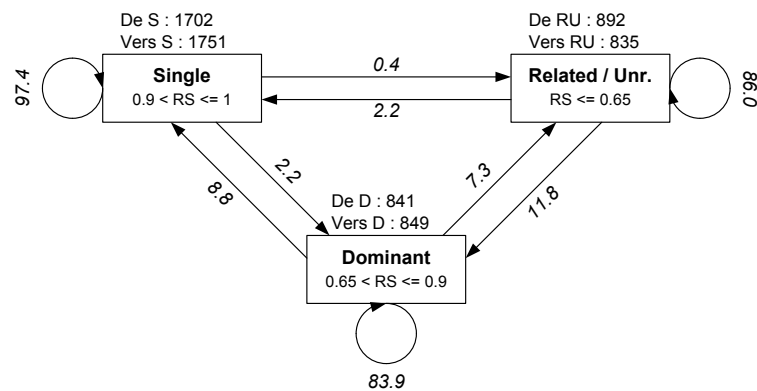 De S : 1702
Vers S : 1751
De RU : 892
Vers RU : 835
Single
0.9 < RS <= 1
Related / Unr.
RS <= 0.65
97.4
0.4
2.2
86.0
8.8
2.2
7.3
11.8
De D : 841
Vers D : 849
Dominant
0.65 < RS <= 0.9
83.9